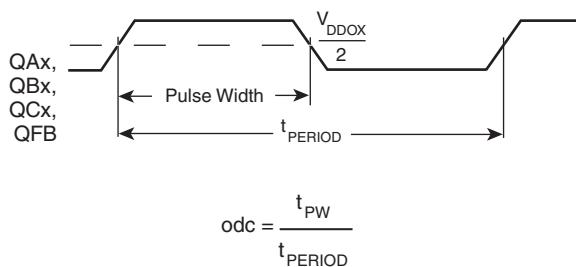 QAx,
QBx,
QCx,
QFB
V_DDOX
2
Pulse Width
t_PERIOD
odc = t_PW
t_PERIOD